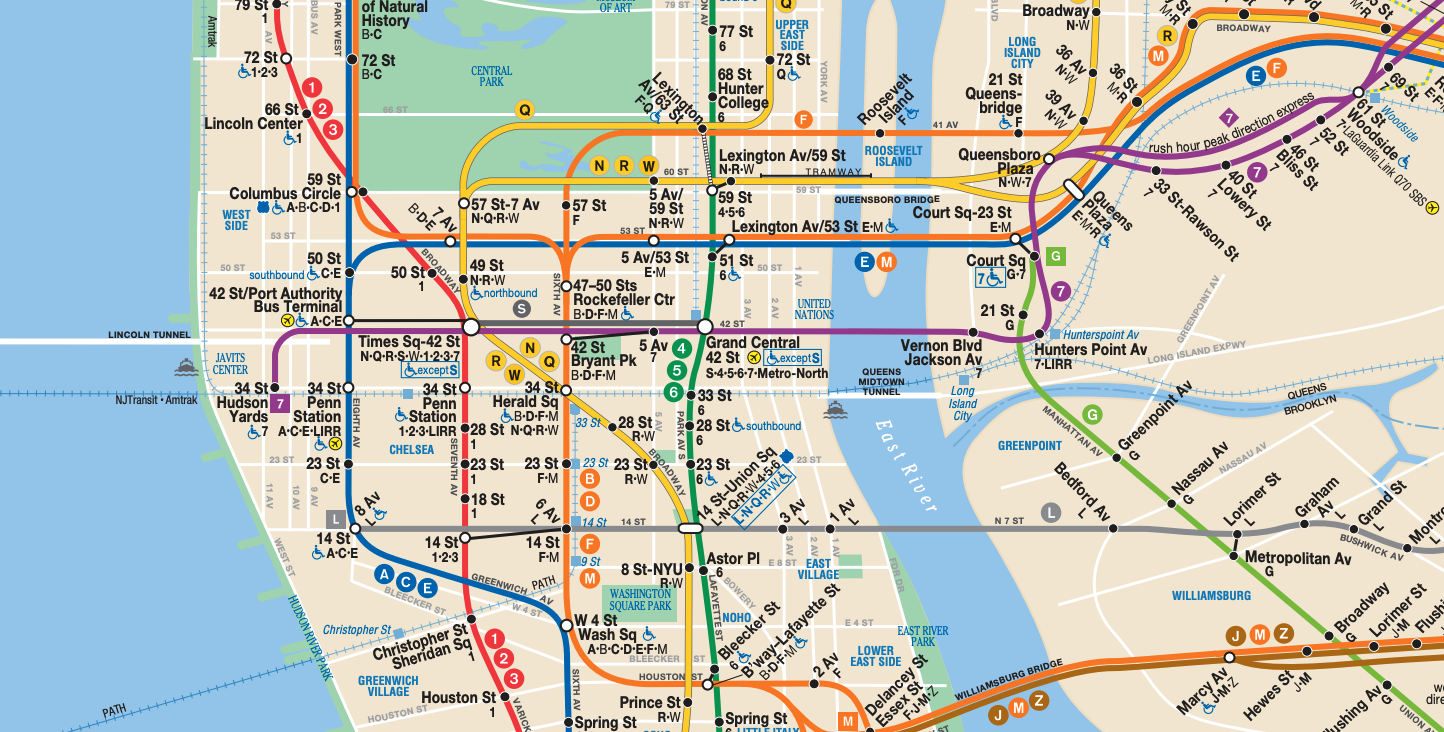 79 St
1
Amtrak
BUS AV
PARK WEST
of Natural
History
B·C
72 St
1·2·3
72 St
B·C
CENTRAL
PARK
OF ART
79 ST
77 St
6
UPPER
EAST
SIDE
Q
72 St
Q
YORK AV
68 St
Hunter
College
6
Lexington
Av/63 St
F·Q
1
2
3
66 St
Lincoln Center
1
66 ST
Q
F
Roosevelt
Island
F
ROOSEVELT
ISLAND
41 AV
LONG
ISLAND
CITY
21 St
Queens-
bridge
F
Broadway
N·W
36 Av
N·W
39 Av
N·W
36 St
M·R
R
M
BROADWAY
E
F
7
rush hour peak direction express
69 St
61 St
Woodside
7·LaGuardia Link Q70 SBS
Woodside
52 St
46 St
Bliss St
7
40 St
Lowery St
7
33 St-Rawson St
7
Queensboro
Plaza
N·W·7
Queens
Plaza
E·M·R
59 St
Columbus Circle
A·B·C·D·1
WEST
SIDE
N
R
W
60 ST
Lexington Av/59 St
N·R·W
TRAMWAY
59 ST
59 St
4·5·6
QUEENSBORO BRIDGE
5 Av/
59 St
N·R·W
57 St-7 Av
N·Q·R·W
57 St
F
7 Av
B·D·E
53 ST
53 ST
Lexington Av/53 St
E·M
Court Sq-23 St
E·M
5 Av/53 St
E·M
51 St
6
50 ST
E
M
Court Sq
7
G·7
G
7
50 ST
50 St
C·E
southbound
50 St
1
BROADWAY
49 St
N·R·W
northbound
SIXTH AV
47–50 Sts
Rockefeller Ctr
B·D·F·M
1 AV
2 AV
3 AV
UNITED
NATIONS
21 St
G
42 St/Port Authority
Bus Terminal
A·C·E
S
42 ST
LINCOLN TUNNEL
Times Sq-42 St
N·Q·R·S·W·1·2·3·7
except S
N
Q
R
W
42 St
Bryant Pk
B·D·F·M
5 Av
7
Grand Central
42 St
except S
S·4·5·6·7·Metro-North
4
5
6
Vernon Blvd
Jackson Av
7
Hunterspoint Av
Hunters Point Av
7·LIRR
GREENPOINT AV
LONG ISLAND EXPWY
JAVITS
CENTER
QUEENS
MIDTOWN
TUNNEL
Long
Island
City
QUEENS
BROOKLYN
NJTransit • Amtrak
34 St
Hudson
Yards
7
7
34 St
Penn
Station
A·C·E·LIRR
EIGHTH AV
34 St
Penn
Station
1·2·3·LIRR
34 St
Herald Sq
B·D·F·M
N·Q·R·W
33 St
33 St
6
28 St
6
southbound
28 St
R·W
5 AV
PARK AV S
28 St
1
CHELSEA
SEVENTH AV
23 ST
23 St
C·E
23 St
1
23 St
F·M
23 St
23 St
R·W
BROADWAY
23 St
6
23 ST
11 AV
10 AV
9 AV
18 St
1
B
D
14 St-Union Sq
L·N·Q·R·W·4·5·6
L·N·Q·R·W
East River
MANHATTAN AV
G
Greenpoint Av
G
GREENPOINT
Nassau Av
G
NASSAU AV
Bedford Av
L
Lorimer St
L
Graham
Av
L
Grand St
L
BUSHWICK AV
L
8 Av
L
14 St
A·C·E
14 St
1·2·3
6 Av
L
14 St
F·M
14 St
14 ST
3 Av
L
1 Av
L
N 7 ST
L
Metropolitan Av
G
WEST ST
A
C
E
BLEECKER ST
GREENWICH AV
PATH
W 4 ST
F
M
9 St
8 St-NYU
R·W
Astor Pl
6
E 8 ST
3 AV
2 AV
1 AV
EAST
VILLAGE
FDR DR
WASHINGTON
SQUARE PARK
BOWERY
LAFAYETTE ST
NOHO
WILLIAMSBURG
HUDSON RIVER PARK
Christopher St
Christopher St
Sheridan Sq
1
1
2
3
W 4 St
Wash Sq
A·B·C·D·E·F·M
BLEECKER ST
Bleecker St
6
B'way-Lafayette St
B·D·F·M
E 4 ST
EAST RIVER
PARK
LOWER
EAST SIDE
Broadway
G
Lorimer St
J·M
J
M
Z
GREENWICH
VILLAGE
HOUSTON ST
Houston St
1
HOUSTON ST
SIXTH AV
2 Av
F
Delancey St
Essex St
F·J·M·Z
WILLIAMSBURG BRIDGE
J
M
Z
Marcy Av
J·M·Z
Hewes St
J·M
G
UNION AV
PATH
VARICK
Spring St
Prince St
R·W
Spring St
6
LITTLE ITALY
M